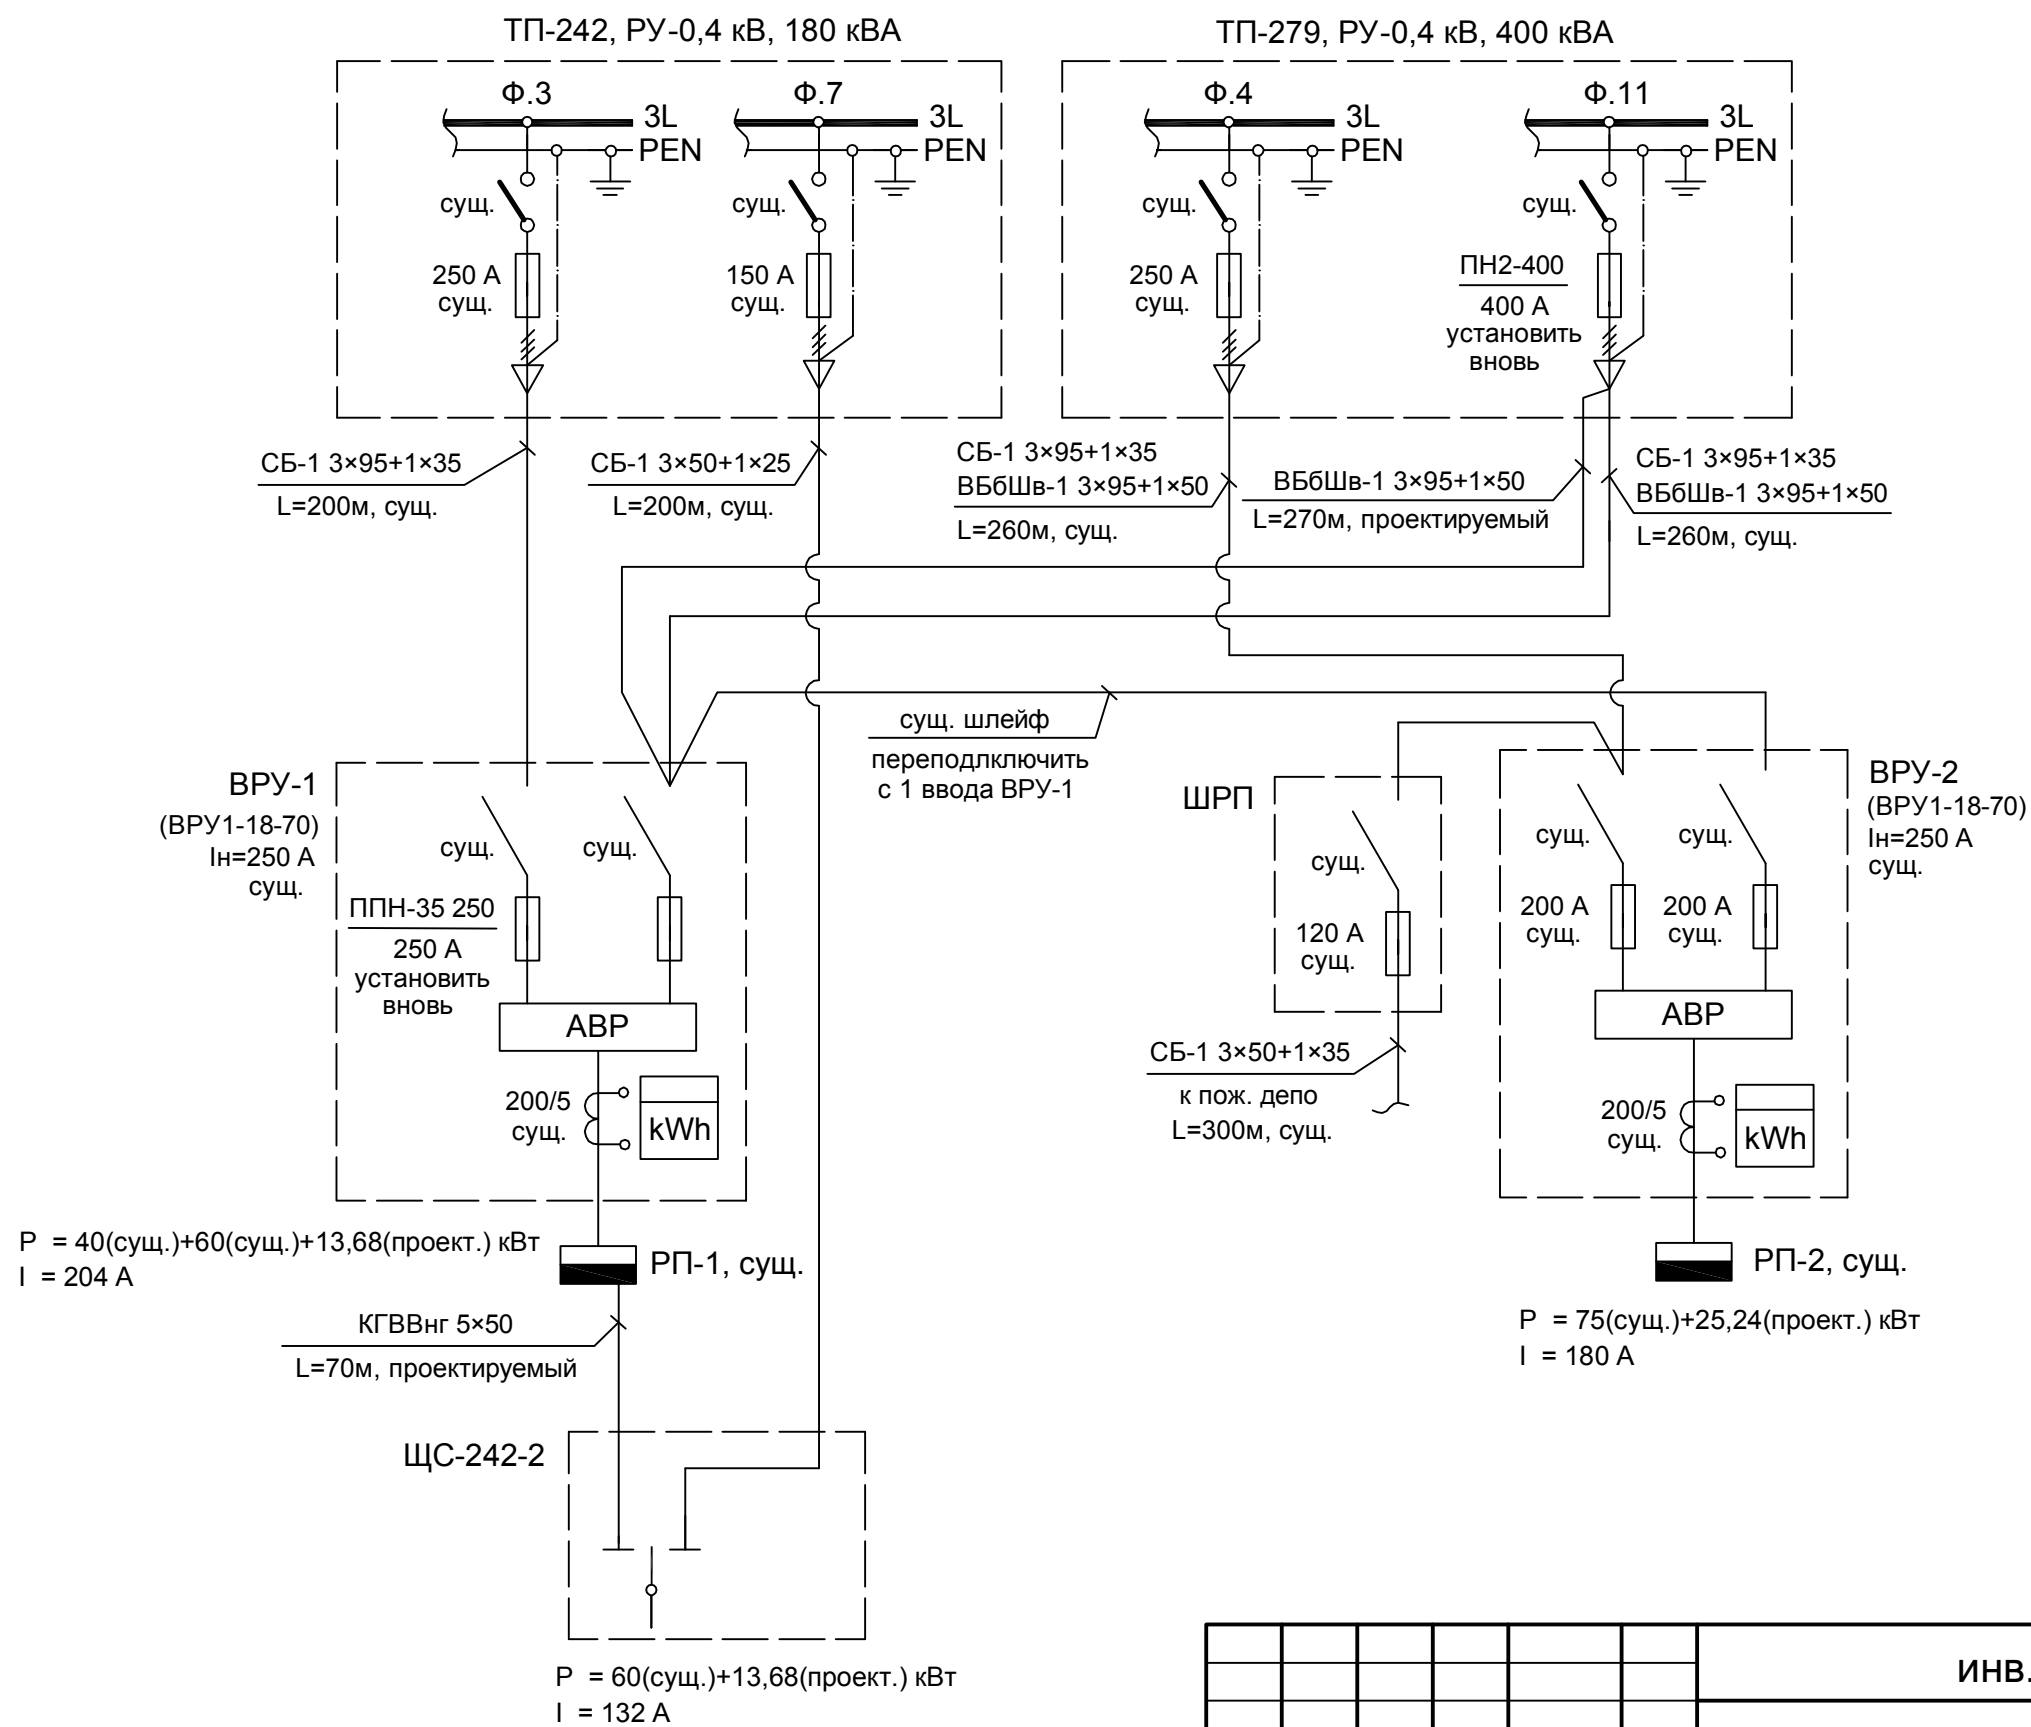 ТП-242, РУ-0,4 кВ, 180 кВА
ТП-279, РУ-0,4 кВ, 400 кВА
Ф.3
3L
PEN
сущ.
250 А
сущ.
Ф.7
3L
PEN
сущ.
150 А
сущ.
Ф.4
3L
PEN
сущ.
250 А
сущ.
Ф.11
3L
PEN
сущ.
ПН2-400
400 А
установить
вновь
СБ-1 3×95+1×35
L=200м, сущ.
СБ-1 3×50+1×25
L=200м, сущ.
СБ-1 3×95+1×35
ВБбШв-1 3×95+1×50
L=260м, сущ.
ВБбШв-1 3×95+1×50
L=270м, проектируемый
СБ-1 3×95+1×35
ВБбШв-1 3×95+1×50
L=260м, сущ.
сущ. шлейф
переподлключить
с 1 ввода ВРУ-1
ВРУ-1
(ВРУ1-18-70)
Iн=250 А
сущ.
сущ.
сущ.
ППН-35 250
250 А
установить
вновь
АВР
200/5
сущ.
kWh
ШРП
сущ.
120 А
сущ.
СБ-1 3×50+1×35
к пож. депо
L=300м, сущ.
ВРУ-2
(ВРУ1-18-70)
Iн=250 А
сущ.
сущ.
сущ.
200 А
сущ.
200 А
сущ.
АВР
200/5
сущ.
kWh
P = 40(сущ.)+60(сущ.)+13,68(проект.) кВт
I = 204 А
РП-1, сущ.
РП-2, сущ.
P = 75(сущ.)+25,24(проект.) кВт
I = 180 А
КГВВнг 5×50
L=70м, проектируемый
ЩС-242-2
P = 60(сущ.)+13,68(проект.) кВт
I = 132 А
инв.